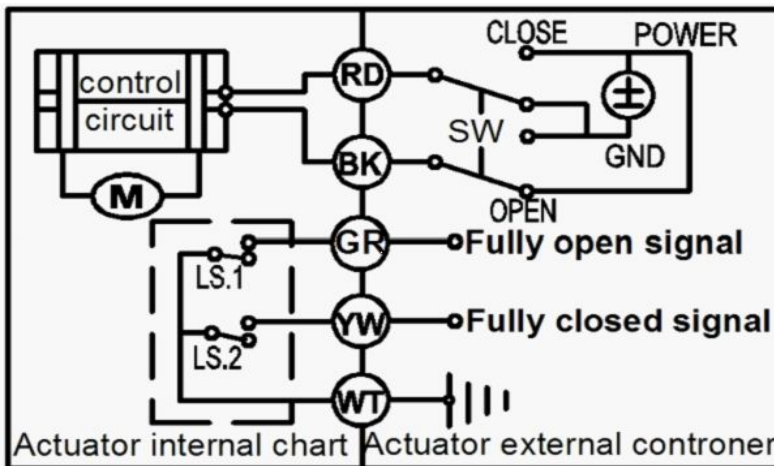 CLOSE
POWER
control
circuit
RD
±
SW
GND
BK
M
OPEN
GR
Fully open signal
LS.1
YW
Fully closed signal
LS.2
WT
Actuator internal chart
Actuator external controner